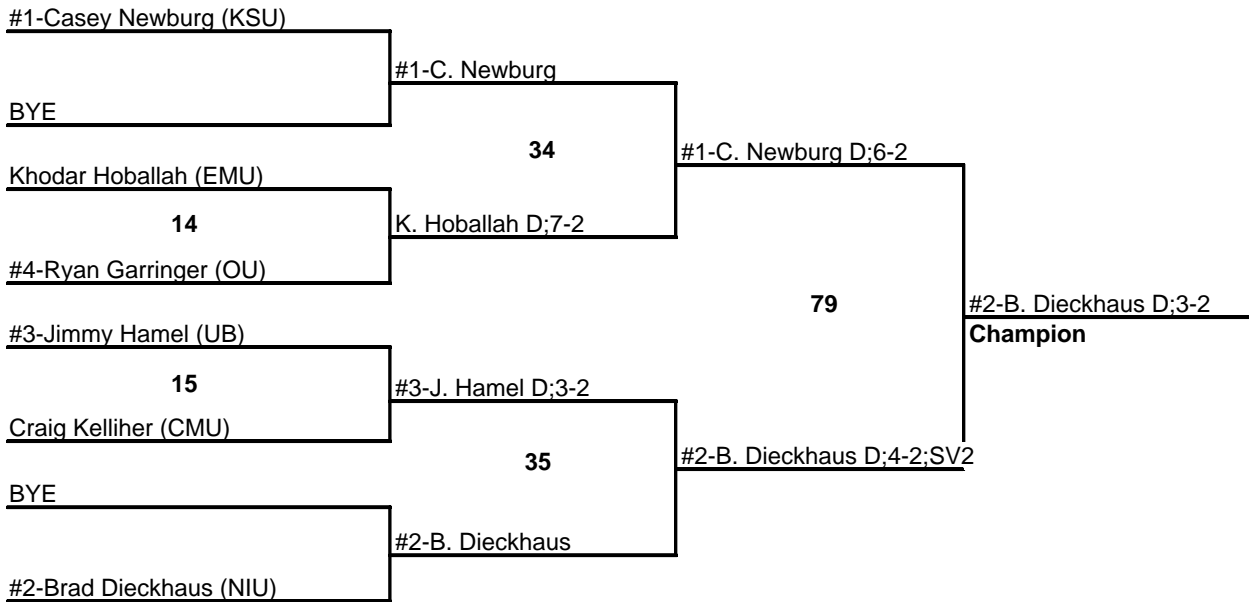 #1-Casey Newburg (KSU)
#1-C. Newburg
BYE
34
#1-C. Newburg D;6-2
Khodar Hoballah (EMU)
14
K. Hoballah D;7-2
#4-Ryan Garringer (OU)
79
#2-B. Dieckhaus D;3-2
Champion
#3-Jimmy Hamel (UB)
15
#3-J. Hamel D;3-2
Craig Kelliher (CMU)
35
#2-B. Dieckhaus D;4-2;SV2
BYE
#2-B. Dieckhaus
#2-Brad Dieckhaus (NIU)